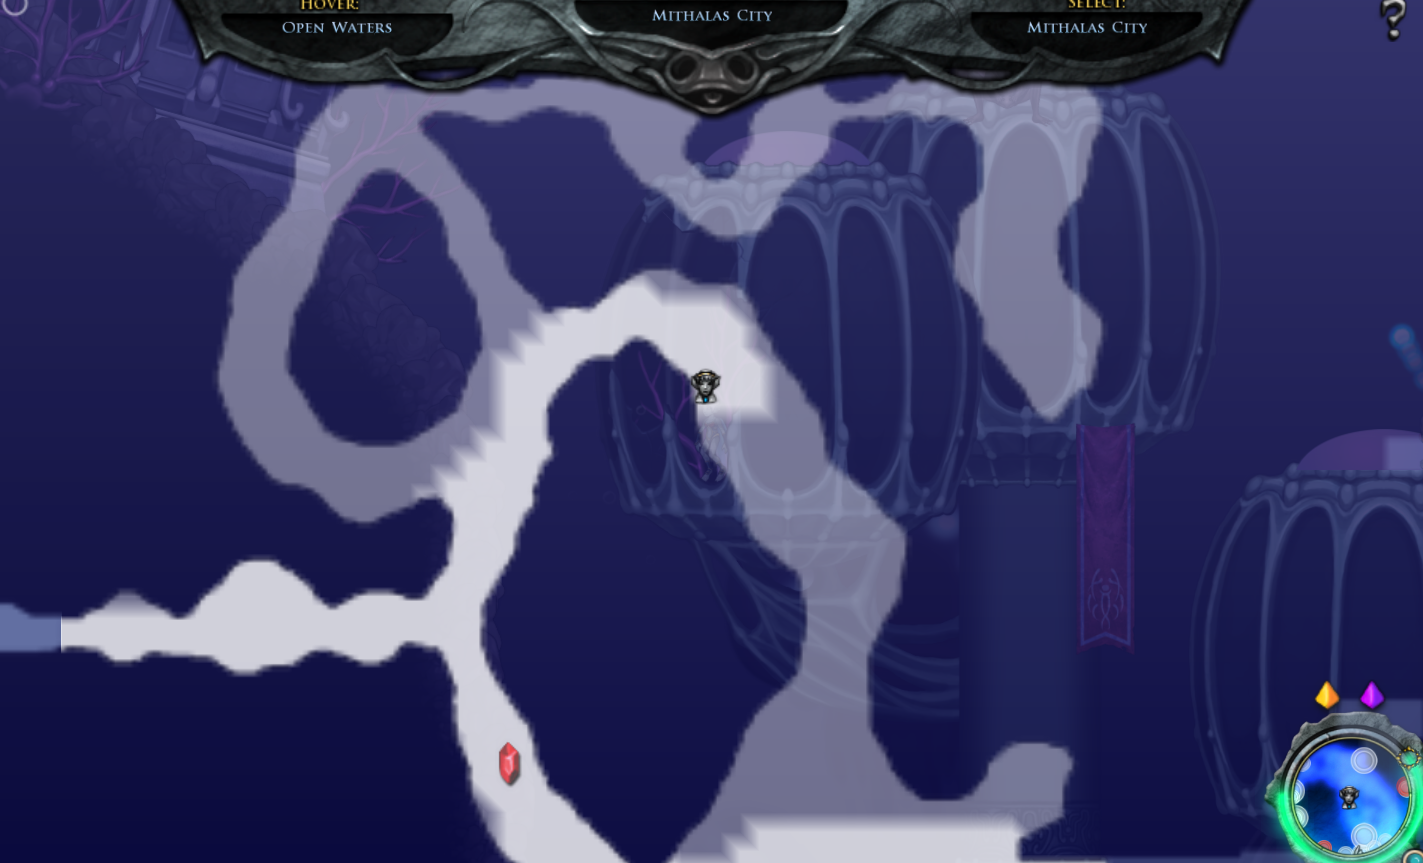 HOVER:
OPEN WATERS
MITHALAS CITY
SELECT:
MITHALAS CITY
?